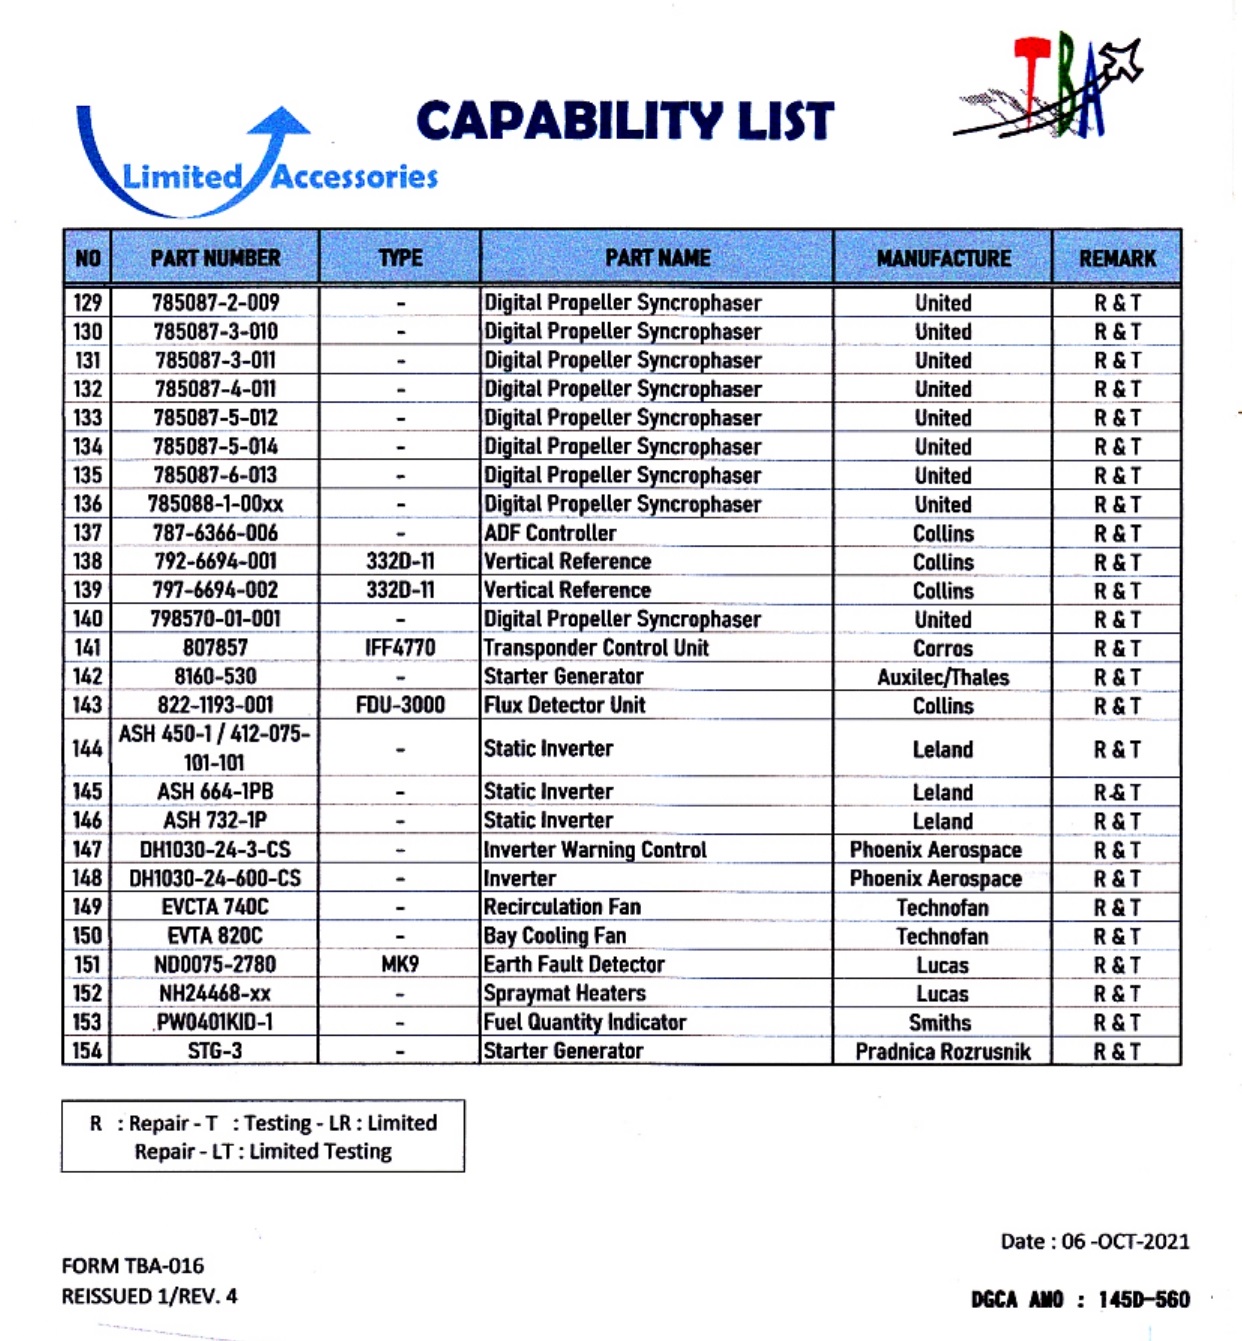 TBA
CAPABILITY LIST
Limited Accessories
NO PART NUMBER TYPE PART NAME MANUFACTURE REMARK
129 785087-2-009 - Digital Propeller Syncrophaser United R & T
130 785087-3-010 - Digital Propeller Syncrophaser United R & T
131 785087-3-011 - Digital Propeller Syncrophaser United R & T
132 785087-4-011 - Digital Propeller Syncrophaser United R & T
133 785087-5-012 - Digital Propeller Syncrophaser United R & T
134 785087-5-014 - Digital Propeller Syncrophaser United R & T
135 785087-6-013 - Digital Propeller Syncrophaser United R & T
136 785088-1-00xx - Digital Propeller Syncrophaser United R & T
137 787-6366-006 - ADF Controller Collins R & T
138 792-6694-001 332D-11 Vertical Reference Collins R & T
139 797-6694-002 332D-11 Vertical Reference Collins R & T
140 798570-01-001 - Digital Propeller Syncrophaser United R & T
141 807857 IFF4770 Transponder Control Unit Corros R & T
142 8160-530 - Starter Generator Auxilec/Thales R & T
143 822-1193-001 FDU-3000 Flux Detector Unit Collins R & T
144 ASH 450-1 / 412-075-
101-101 - Static Inverter Leland R & T
145 ASH 664-1PB - Static Inverter Leland R & T
146 ASH 732-1P - Static Inverter Leland R & T
147 DH1030-24-3-CS - Inverter Warning Control Phoenix Aerospace R & T
148 DH1030-24-600-CS - Inverter Phoenix Aerospace R & T
149 EVCTA 740C - Recirculation Fan Technofan R & T
150 EVTA 820C - Bay Cooling Fan Technofan R & T
151 ND0075-2780 MK9 Earth Fault Detector Lucas R & T
152 NH24468-xx - Spraymat Heaters Lucas R & T
153 PW0401KID-1 - Fuel Quantity Indicator Smiths R & T
154 STG-3 - Starter Generator Pradnica Rozrusnik R & T
R : Repair - T : Testing - LR : Limited
Repair - LT : Limited Testing
Date : 06 -OCT-2021
FORM TBA-016
REISSUED 1/REV. 4
DGCA AMO : 145D-560